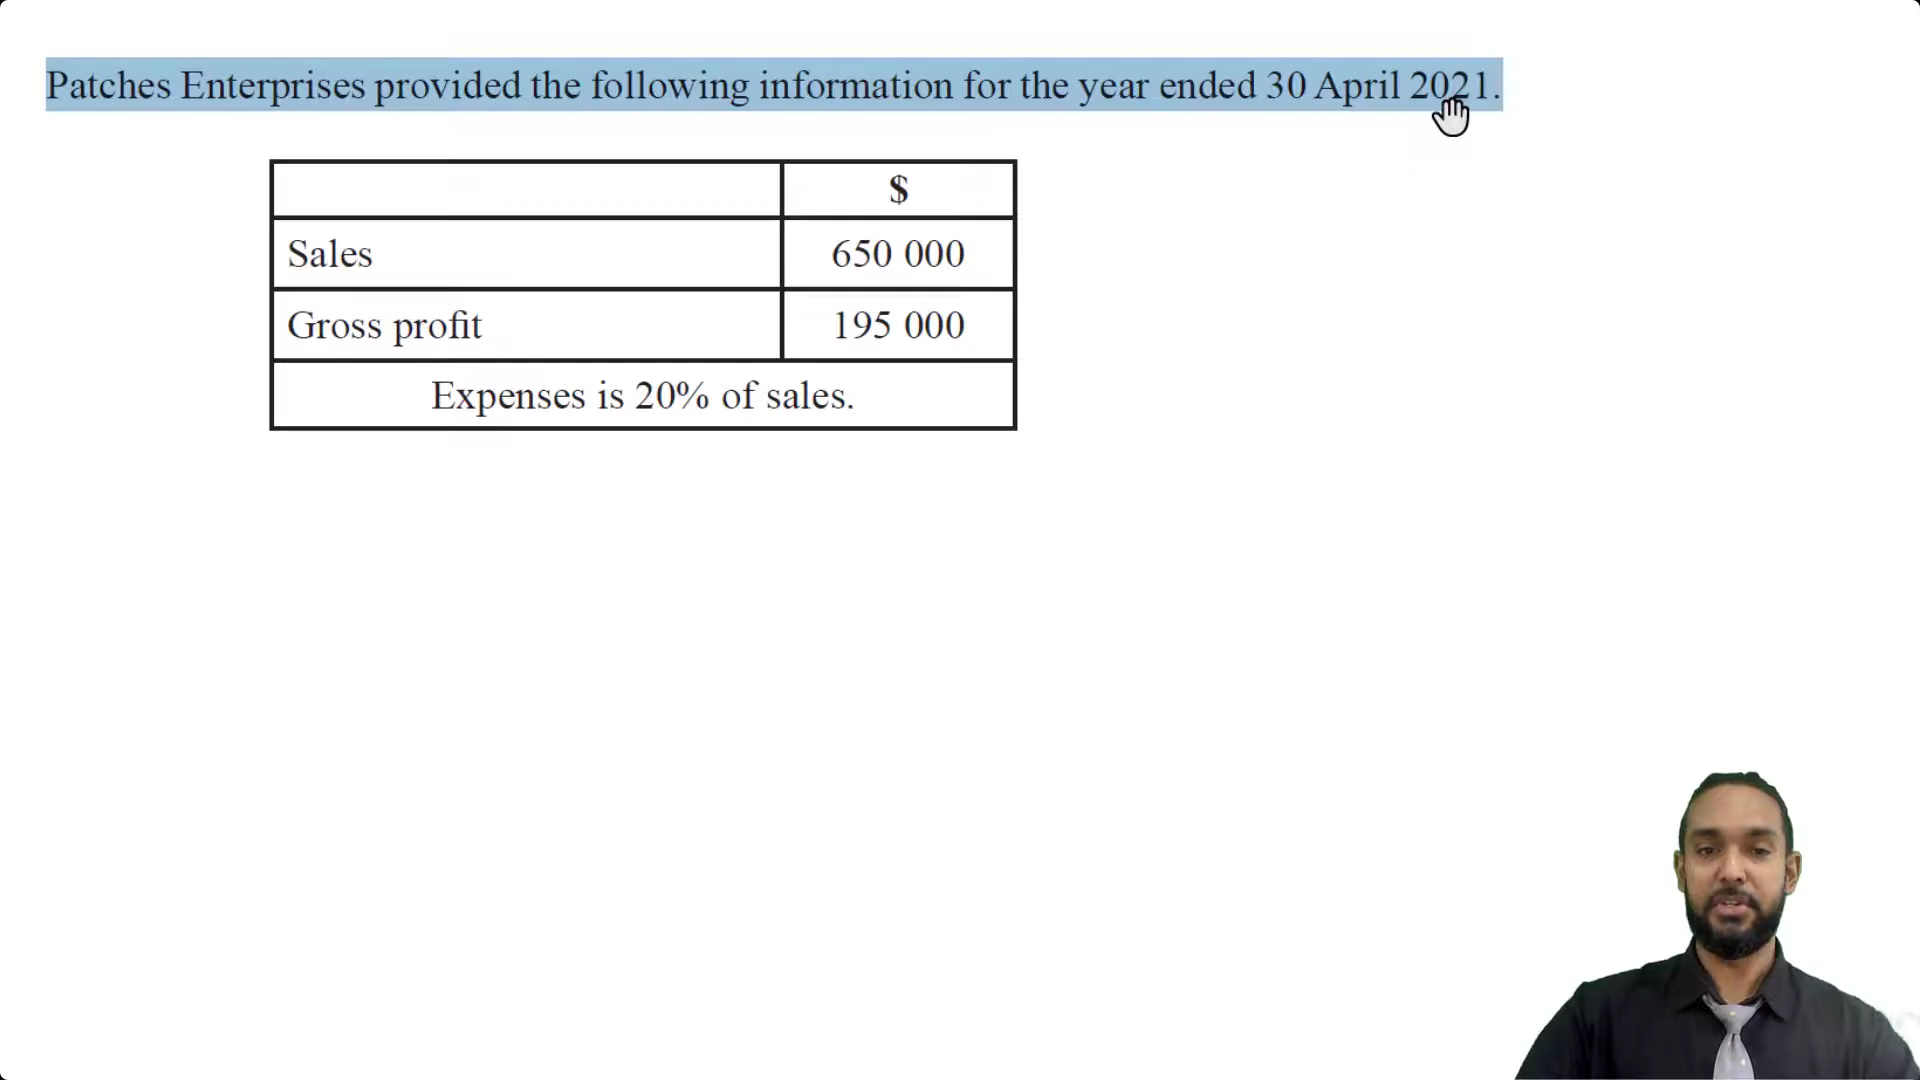 Patches Enterprises provided the following information for the year ended 30 April 2021.
$
Sales 650 000
Gross profit 195 000
Expenses is 20% of sales.